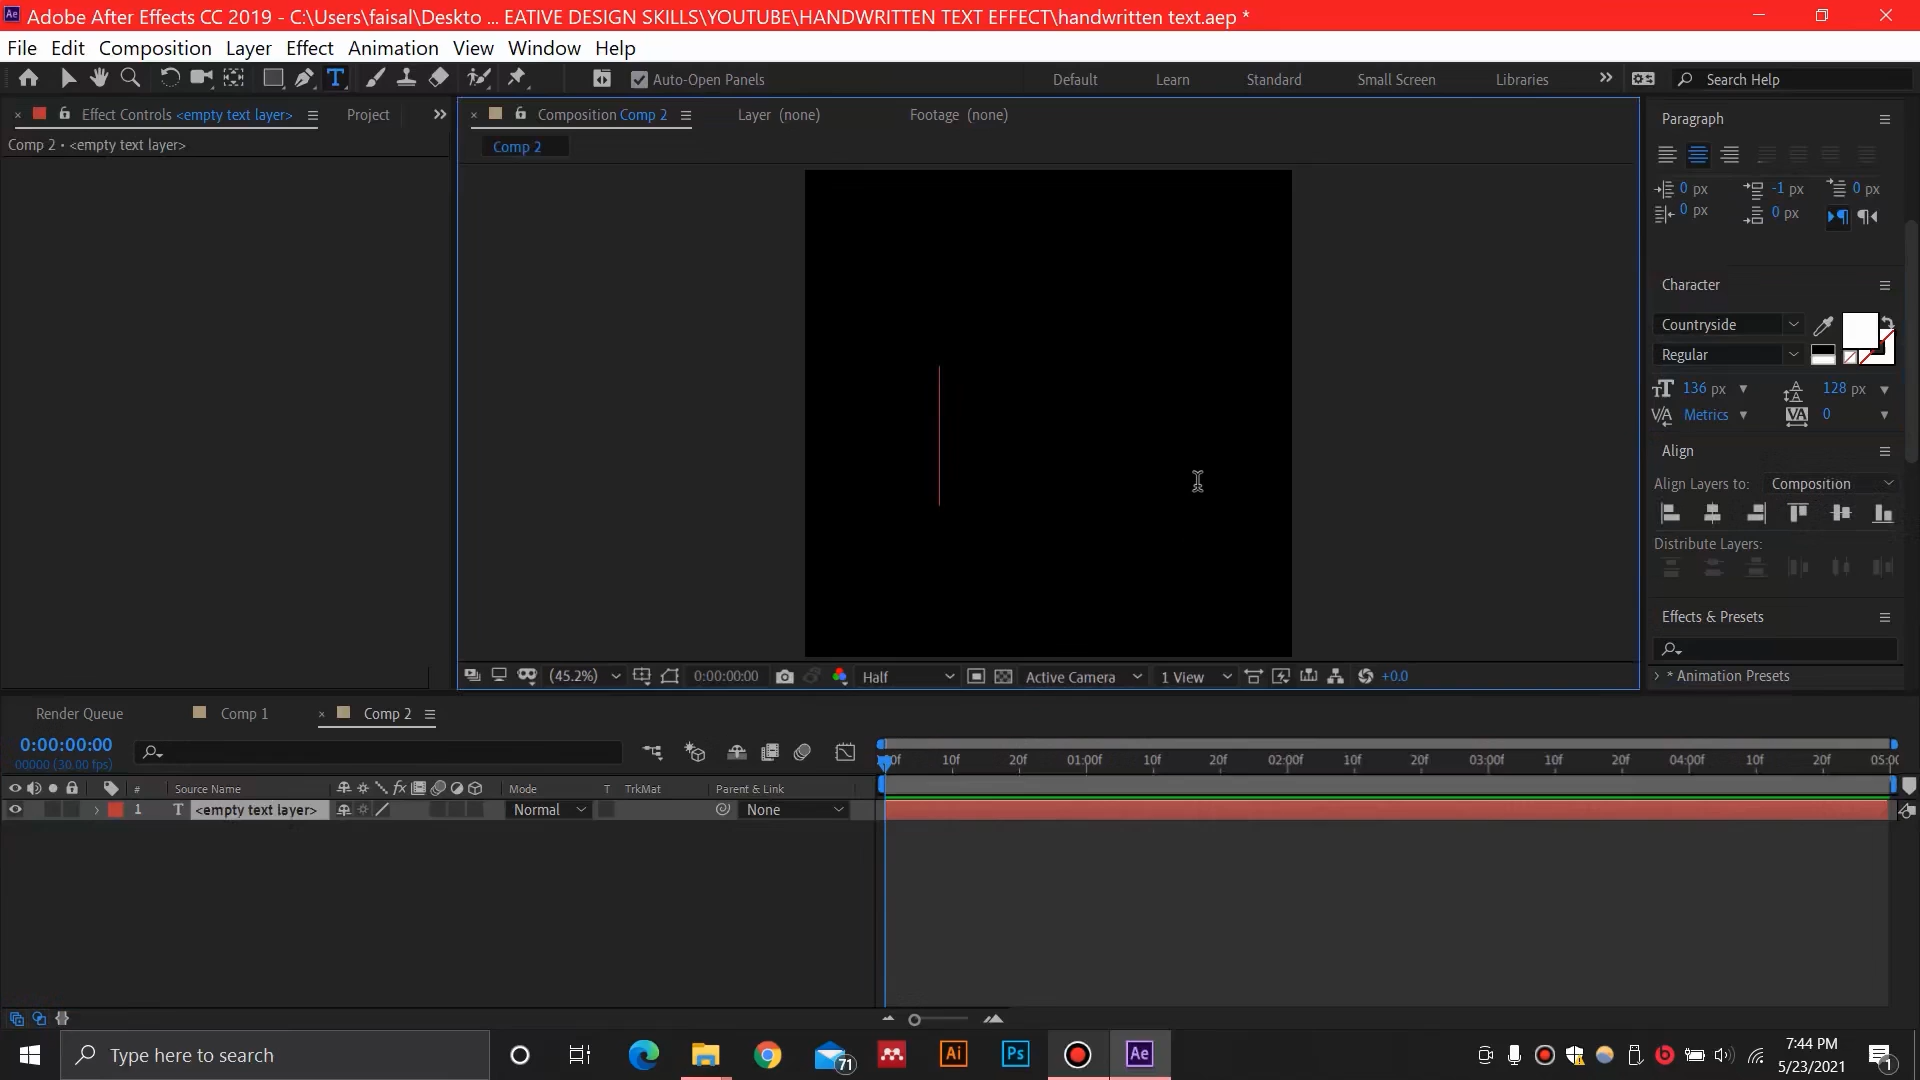 Adobe After Effects CC 2019 - C:\Users\faisal\Deskto ... EATIVE DESIGN SKILLS\YOUTUBE\HANDWRITTEN TEXT EFFECT\handwritten text.aep *
File Edit Composition Layer Effect Animation View Window Help
Auto-Open Panels Default Learn Standard Small Screen Libraries Search Help
Effect Controls <empty text layer> Project Composition Comp 2 Layer (none) Footage (none) Paragraph
Comp 2 • <empty text layer> Comp 2
0 px -1 px 0 px
0 px 0 px
Character
Countryside
Regular
136 px 128 px
Metrics 0
Align
Align Layers to: Composition
Distribute Layers:
Effects & Presets
* Animation Presets
(45.2%) 0:00:00:00 Half Active Camera 1 View +0.0
Render Queue Comp 1 Comp 2
0:00:00:00
00000 (30.00 fps)
10f 20f 01:00f 10f 20f 02:00f 10f 20f 03:00f 10f 20f 04:00f 10f 20f
# Source Name Mode T TrkMat Parent & Link
1 T <empty text layer> Normal None
Type here to search
71
Ai Ps Ae
7:44 PM
5/23/2021
1